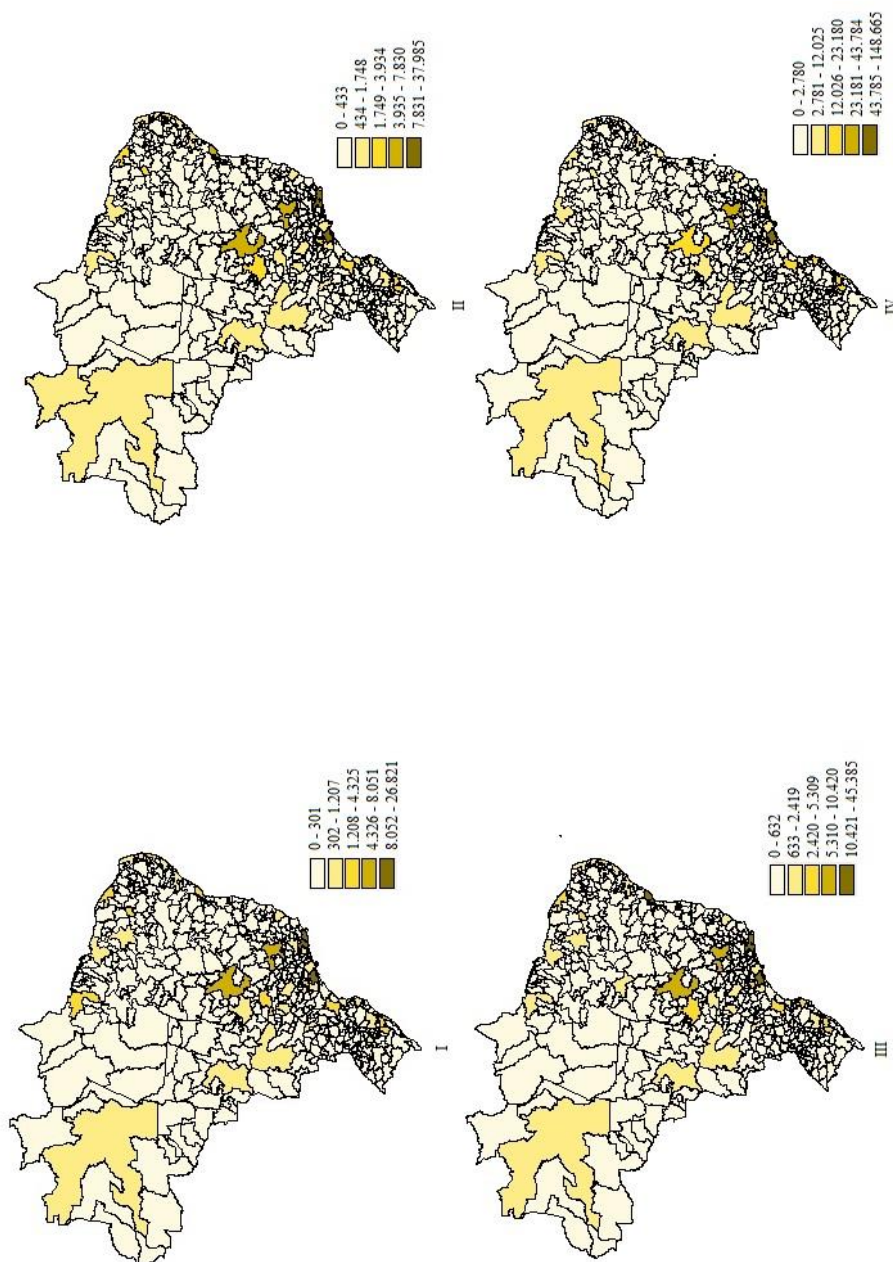 0 - 301
302 - 1.207
1.208 - 4.325
4.326 - 8.051
8.052 - 26.821
I
0 - 433
434 - 1.748
1.749 - 3.934
3.935 - 7.830
7.831 - 37.985
II
0 - 632
633 - 2.419
2.420 - 5.309
5.310 - 10.420
10.421 - 45.385
III
0 - 2.780
2.781 - 12.025
12.026 - 23.180
23.181 - 43.784
43.785 - 148.665
IV